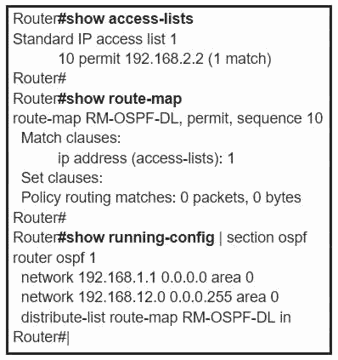 Router#show access-lists
Standard IP access list 1
10 permit 192.168.2.2 (1 match)
Router#
Router#show route-map
route-map RM-OSPF-DL, permit, sequence 10
Match clauses:
ip address (access-lists): 1
Set clauses:
Policy routing matches: 0 packets, 0 bytes
Router#
Router#show running-config | section ospf
router ospf 1
network 192.168.1.1 0.0.0.0 area 0
network 192.168.12.0 0.0.0.255 area 0
distribute-list route-map RM-OSPF-DL in
Router#|